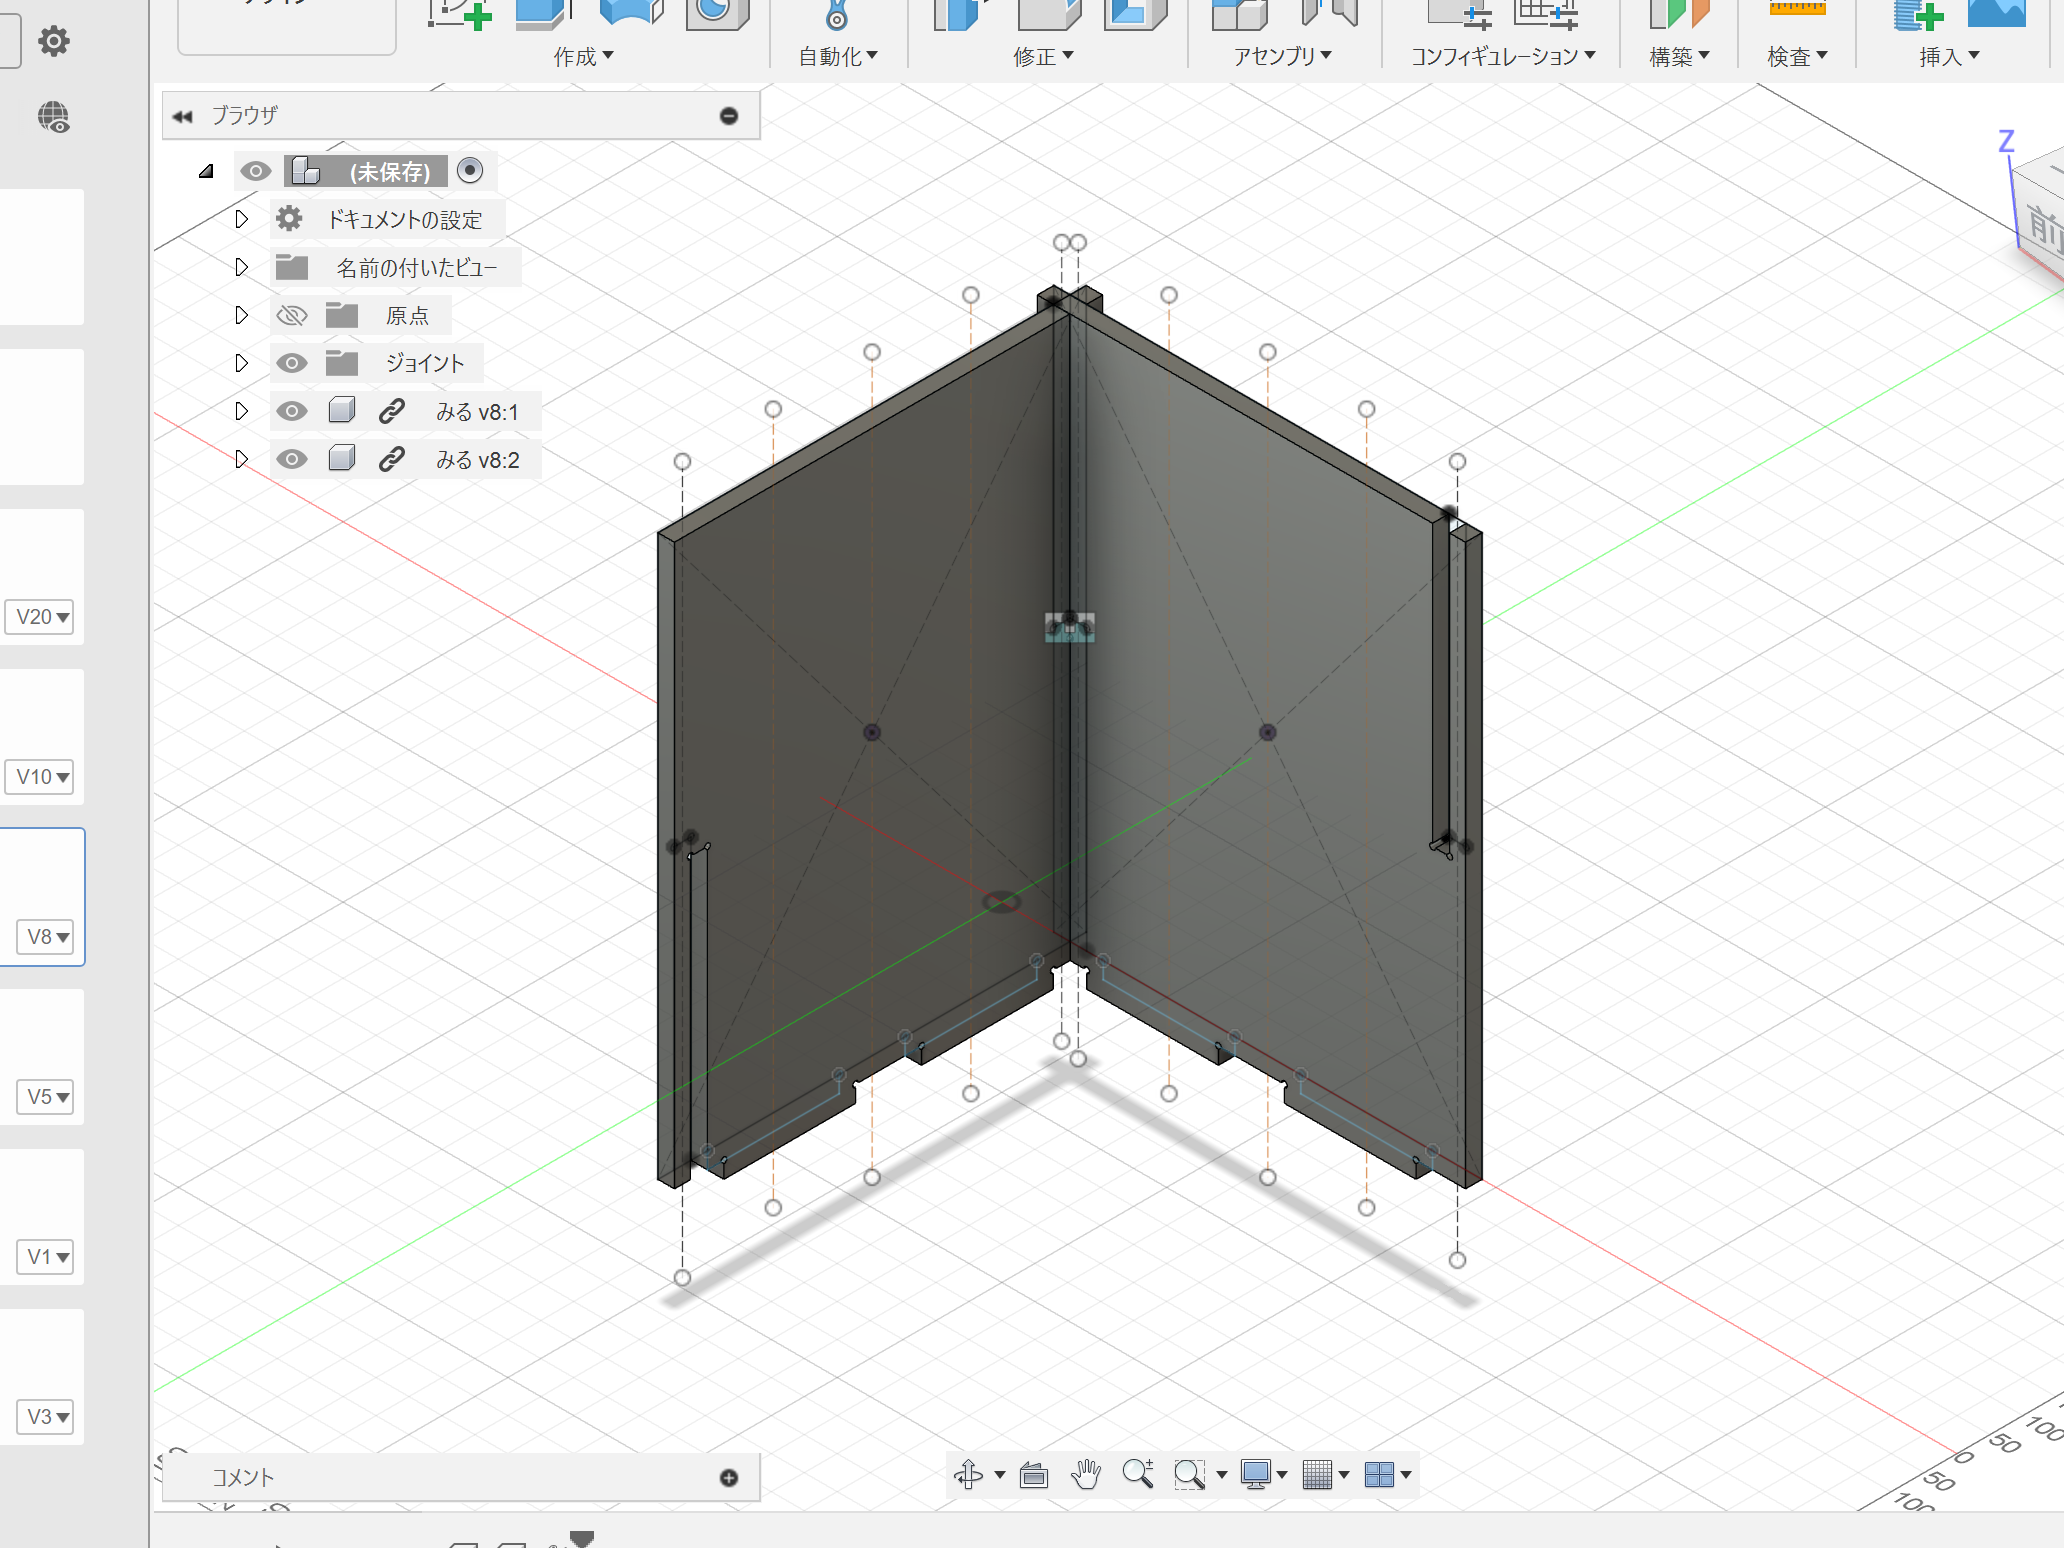 作成▼
自動化▼
修正▼
アセンブリ▼
コンフィギュレーション▼
構築▼
検査▼
挿入▼
ブラウザ
(未保存)
ドキュメントの設定
名前の付いたビュー
原点
ジョイント
みる v8:1
みる v8:2
Z
前
V20▼
V10▼
V8▼
V5▼
V1▼
V3▼
100
50
0
50
100
コメント